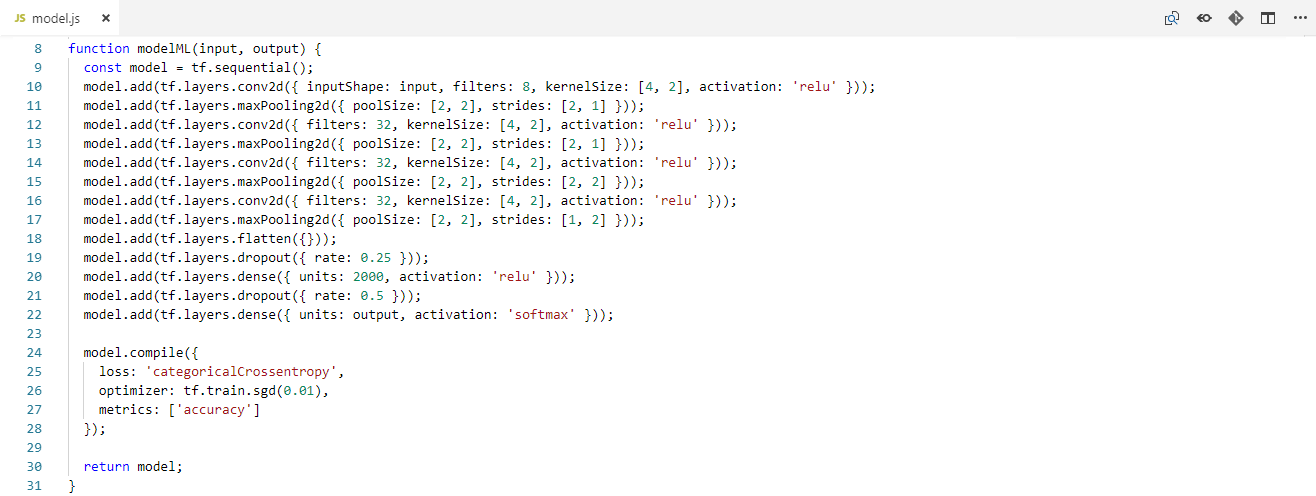 JS model.js ×
8 function modelML(input, output) {
9 const model = tf.sequential();
10 model.add(tf.layers.conv2d({ inputShape: input, filters: 8, kernelSize: [4, 2], activation: 'relu' }));
11 model.add(tf.layers.maxPooling2d({ poolSize: [2, 2], strides: [2, 1] }));
12 model.add(tf.layers.conv2d({ filters: 32, kernelSize: [4, 2], activation: 'relu' }));
13 model.add(tf.layers.maxPooling2d({ poolSize: [2, 2], strides: [2, 1] }));
14 model.add(tf.layers.conv2d({ filters: 32, kernelSize: [4, 2], activation: 'relu' }));
15 model.add(tf.layers.maxPooling2d({ poolSize: [2, 2], strides: [2, 2] }));
16 model.add(tf.layers.conv2d({ filters: 32, kernelSize: [4, 2], activation: 'relu' }));
17 model.add(tf.layers.maxPooling2d({ poolSize: [2, 2], strides: [1, 2] }));
18 model.add(tf.layers.flatten({}));
19 model.add(tf.layers.dropout({ rate: 0.25 }));
20 model.add(tf.layers.dense({ units: 2000, activation: 'relu' }));
21 model.add(tf.layers.dropout({ rate: 0.5 }));
22 model.add(tf.layers.dense({ units: output, activation: 'softmax' }));
23
24 model.compile({
25 loss: 'categoricalCrossentropy',
26 optimizer: tf.train.sgd(0.01),
27 metrics: ['accuracy']
28 });
29
30 return model;
31 }